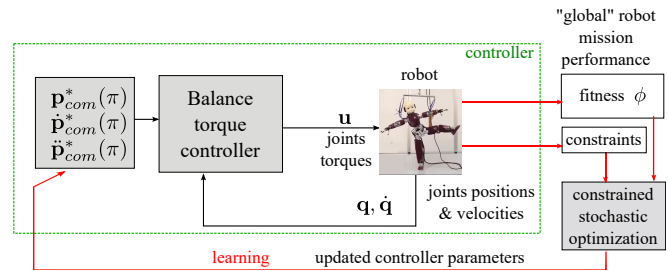 "global" robot
mission
performance
controller
robot
p*com(π)
ṗ*com(π)
p̈*com(π)
Balance
torque
controller
u
joints
torques
fitness ϕ
constraints
q, q̇
joints positions
& velocities
constrained
stochastic
optimization
learning
updated controller parameters